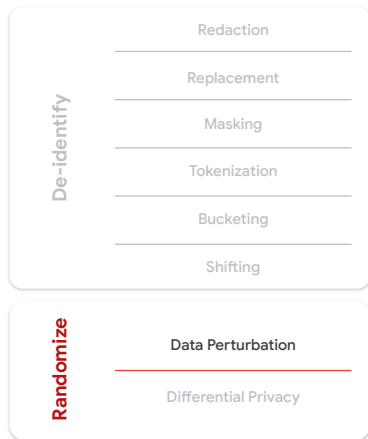 De-identify
Redaction
Replacement
Masking
Tokenization
Bucketing
Shifting
Randomize
Data Perturbation
Differential Privacy